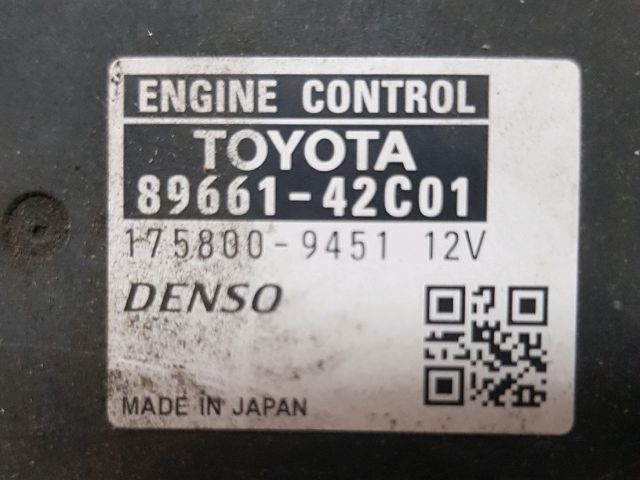 ENGINE CONTROL
TOYOTA
89661-42C01
175800-9451 12V
DENSO
MADE IN JAPAN